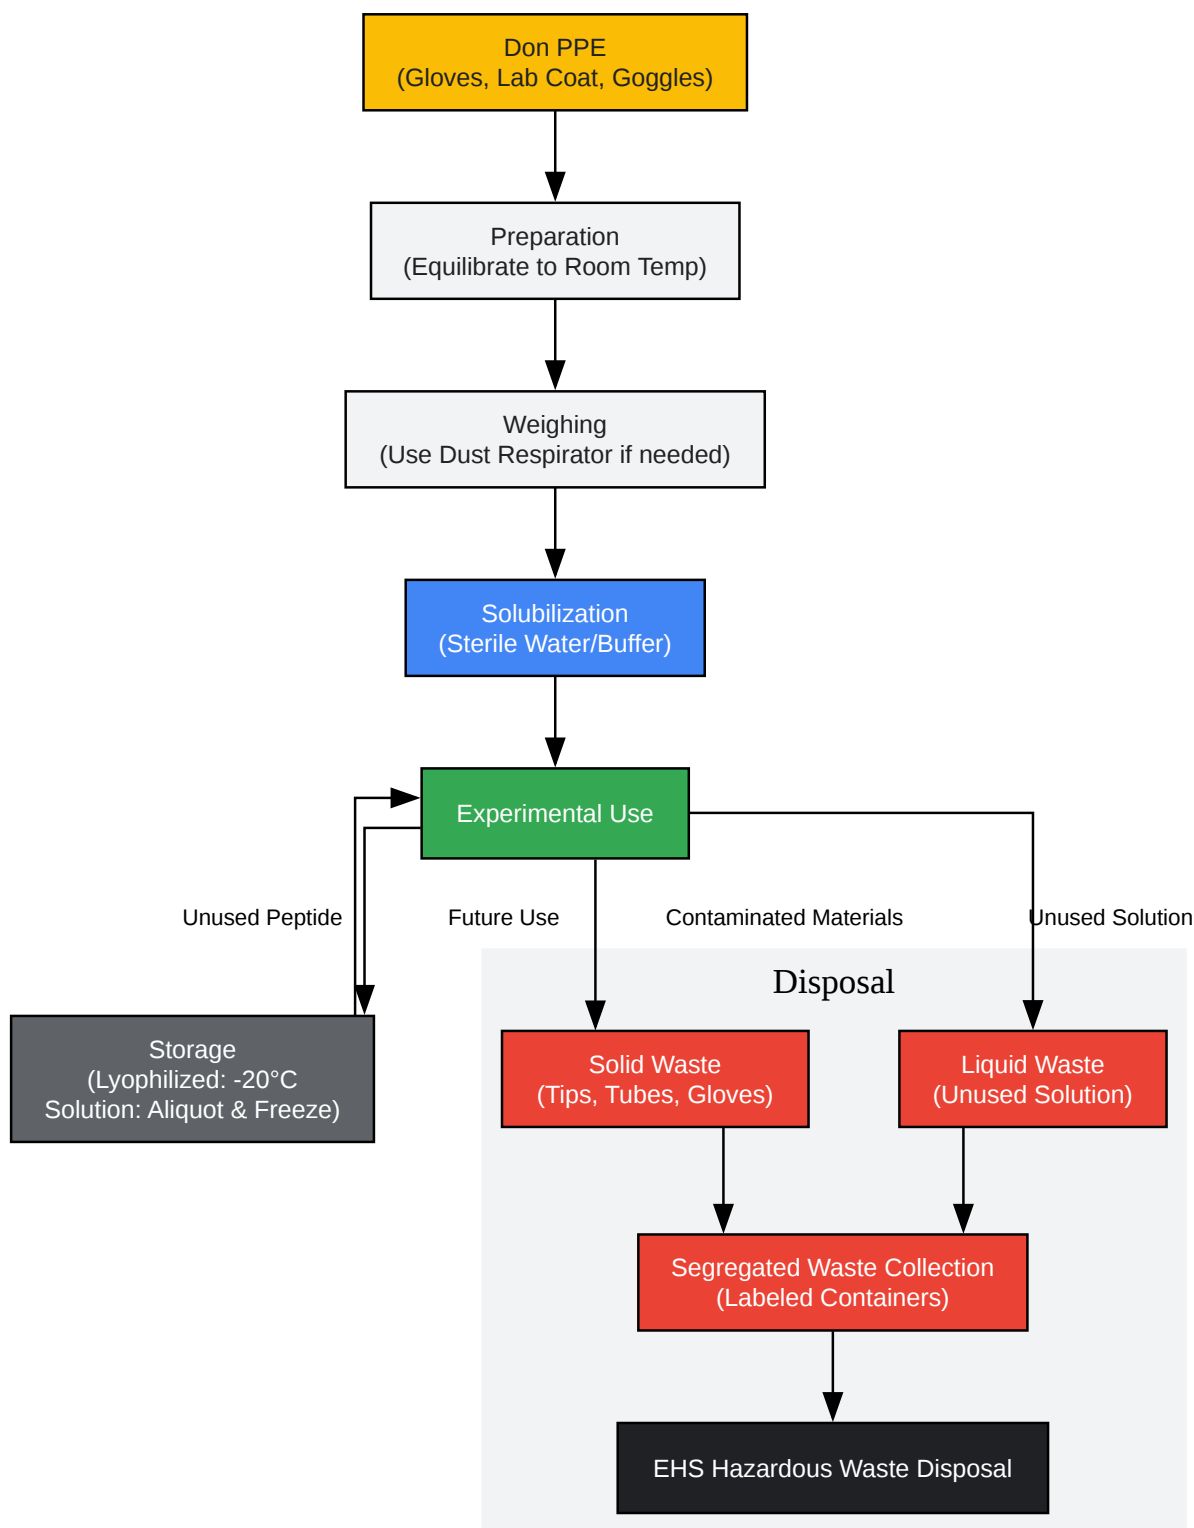 Don PPE
(Gloves, Lab Coat, Goggles)
Preparation
(Equilibrate to Room Temp)
Weighing
(Use Dust Respirator if needed)
Solubilization
(Sterile Water/Buffer)
Experimental Use
Unused Peptide
Future Use
Contaminated Materials
Unused Solution
Disposal
Storage
(Lyophilized: -20°C
Solution: Aliquot & Freeze)
Solid Waste
(Tips, Tubes, Gloves)
Liquid Waste
(Unused Solution)
Segregated Waste Collection
(Labeled Containers)
EHS Hazardous Waste Disposal